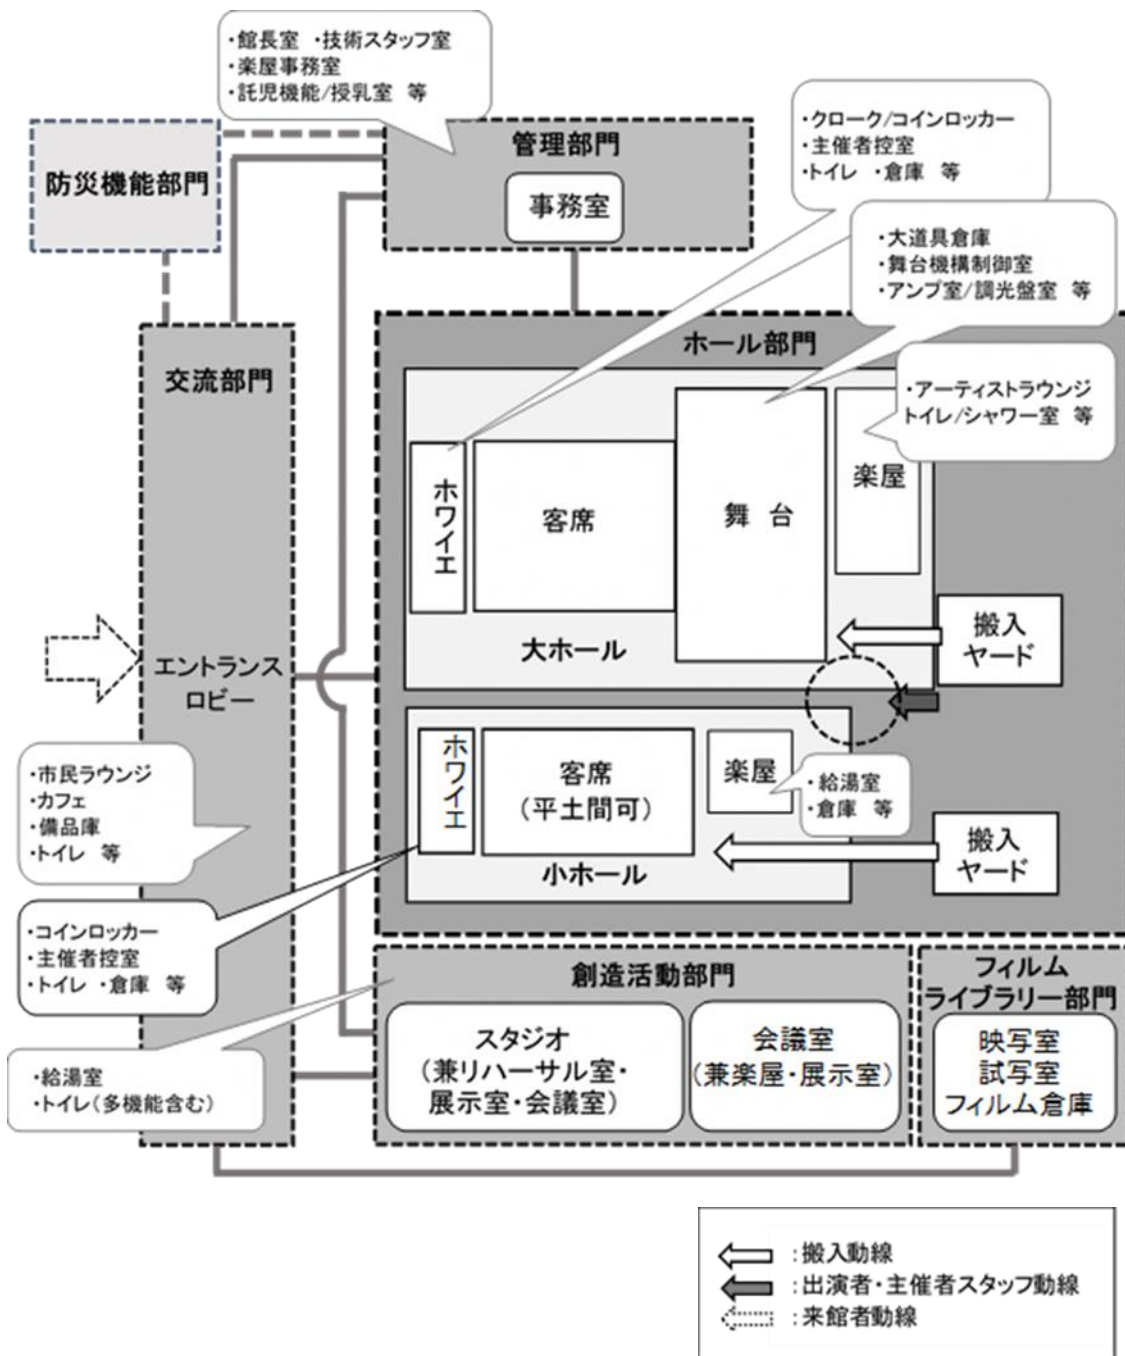 ・館長室 ・技術スタッフ室
・楽屋事務室
・託児機能/授乳室 等
防災機能部門
管理部門
事務室
・クローク/コインロッカー
・主催者控室
・トイレ ・倉庫 等
・大道具倉庫
・舞台機構制御室
・アンプ室/調光盤室 等
交流部門
ホール部門
・アーティストラウンジ
トイレ/シャワー室 等
ホワイエ
客席
舞 台
楽屋
大ホール
搬入
ヤード
エントランス
ロビー
ホワイエ
客席
(平土間可)
楽屋
・給湯室
・倉庫 等
小ホール
搬入
ヤード
・市民ラウンジ
・カフェ
・備品庫
・トイレ 等
・コインロッカー
・主催者控室
・トイレ ・倉庫 等
創造活動部門
スタジオ
(兼リハーサル室・
展示室・会議室)
会議室
(兼楽屋・展示室)
フィルム
ライブラリー部門
映写室
試写室
フィルム倉庫
・給湯室
・トイレ(多機能含む)
:搬入動線
:出演者・主催者スタッフ動線
:来館者動線